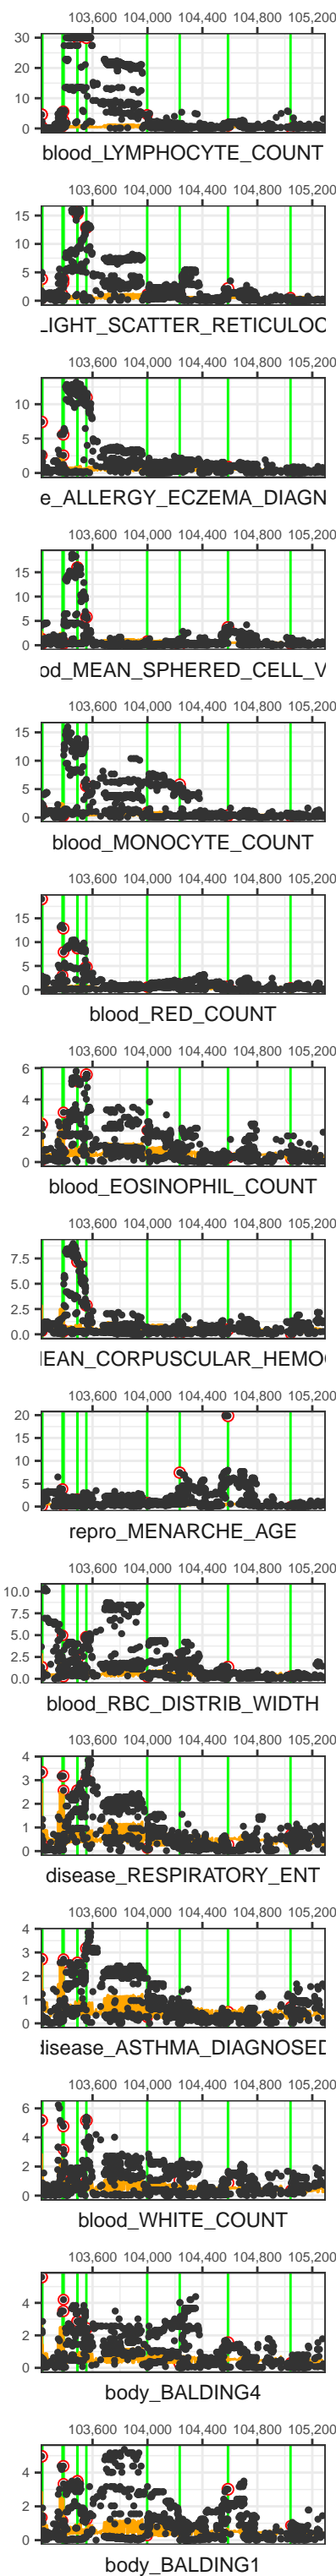 103,600 104,000 104,400 104,800 105,200
30
20
10
0
blood_LYMPHOCYTE_COUNT
103,600 104,000 104,400 104,800 105,200
15
10
5
0
LIGHT_SCATTER_RETICULOC
103,600 104,000 104,400 104,800 105,200
10
5
0
e_ALLERGY_ECZEMA_DIAGN
103,600 104,000 104,400 104,800 105,200
15
10
5
0
od_MEAN_SPHERED_CELL_V
103,600 104,000 104,400 104,800 105,200
15
10
5
0
blood_MONOCYTE_COUNT
103,600 104,000 104,400 104,800 105,200
15
10
5
0
blood_RED_COUNT
103,600 104,000 104,400 104,800 105,200
6
4
2
0
blood_EOSINOPHIL_COUNT
103,600 104,000 104,400 104,800 105,200
7.5
5.0
2.5
0.0
EAN_CORPUSCULAR_HEMO
103,600 104,000 104,400 104,800 105,200
20
15
10
5
0
repro_MENARCHE_AGE
103,600 104,000 104,400 104,800 105,200
10.0
7.5
5.0
2.5
0.0
blood_RBC_DISTRIB_WIDTH
103,600 104,000 104,400 104,800 105,200
4
3
2
1
0
disease_RESPIRATORY_ENT
103,600 104,000 104,400 104,800 105,200
4
3
2
1
0
disease_ASTHMA_DIAGNOSED
103,600 104,000 104,400 104,800 105,200
6
4
2
0
blood_WHITE_COUNT
103,600 104,000 104,400 104,800 105,200
4
2
0
body_BALDING4
103,600 104,000 104,400 104,800 105,200
4
2
0
body_BALDING1